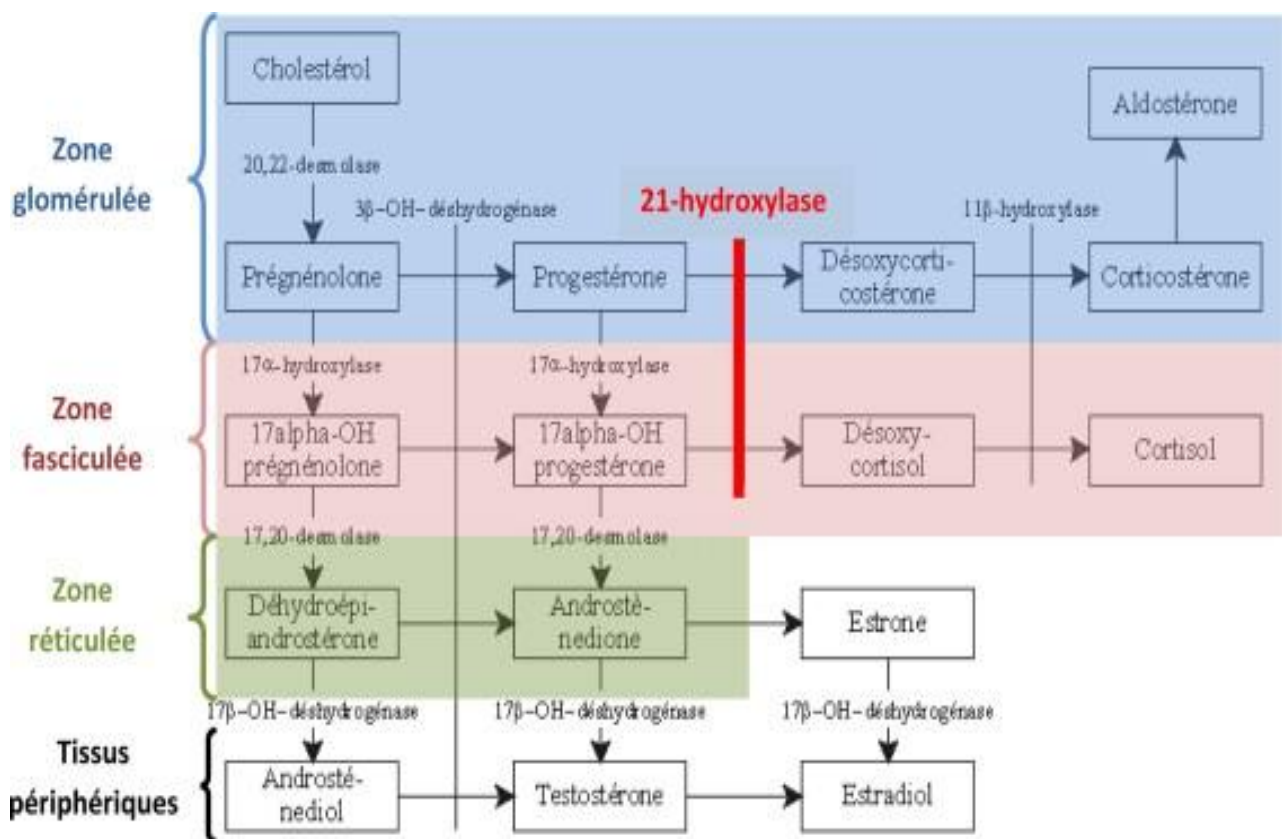 Cholestérol
Aldostérone
Zone
glomérulée
20,22-desmolase
3β-OH-déshydrogénase
21-hydroxylase
11β-hydroxylase
Prégnénolone
Progestérone
Désoxycorti-
costérone
Corticostérone
17α-hydroxylase
17α-hydroxylase
Zone
fasciculée
17alpha-OH
prégnénolone
17alpha-OH
progestérone
Désoxy-
cortisol
Cortisol
17,20-desmolase
17,20-desmolase
Zone
réticulée
Déhydroépi-
androstérone
Androstè-
nedione
Estrone
17β-OH-déshydrogénase
17β-OH-déshydrogénase
17β-OH-déshydrogénase
Tissus
périphériques
Androsté-
nediol
Testostérone
Estradiol